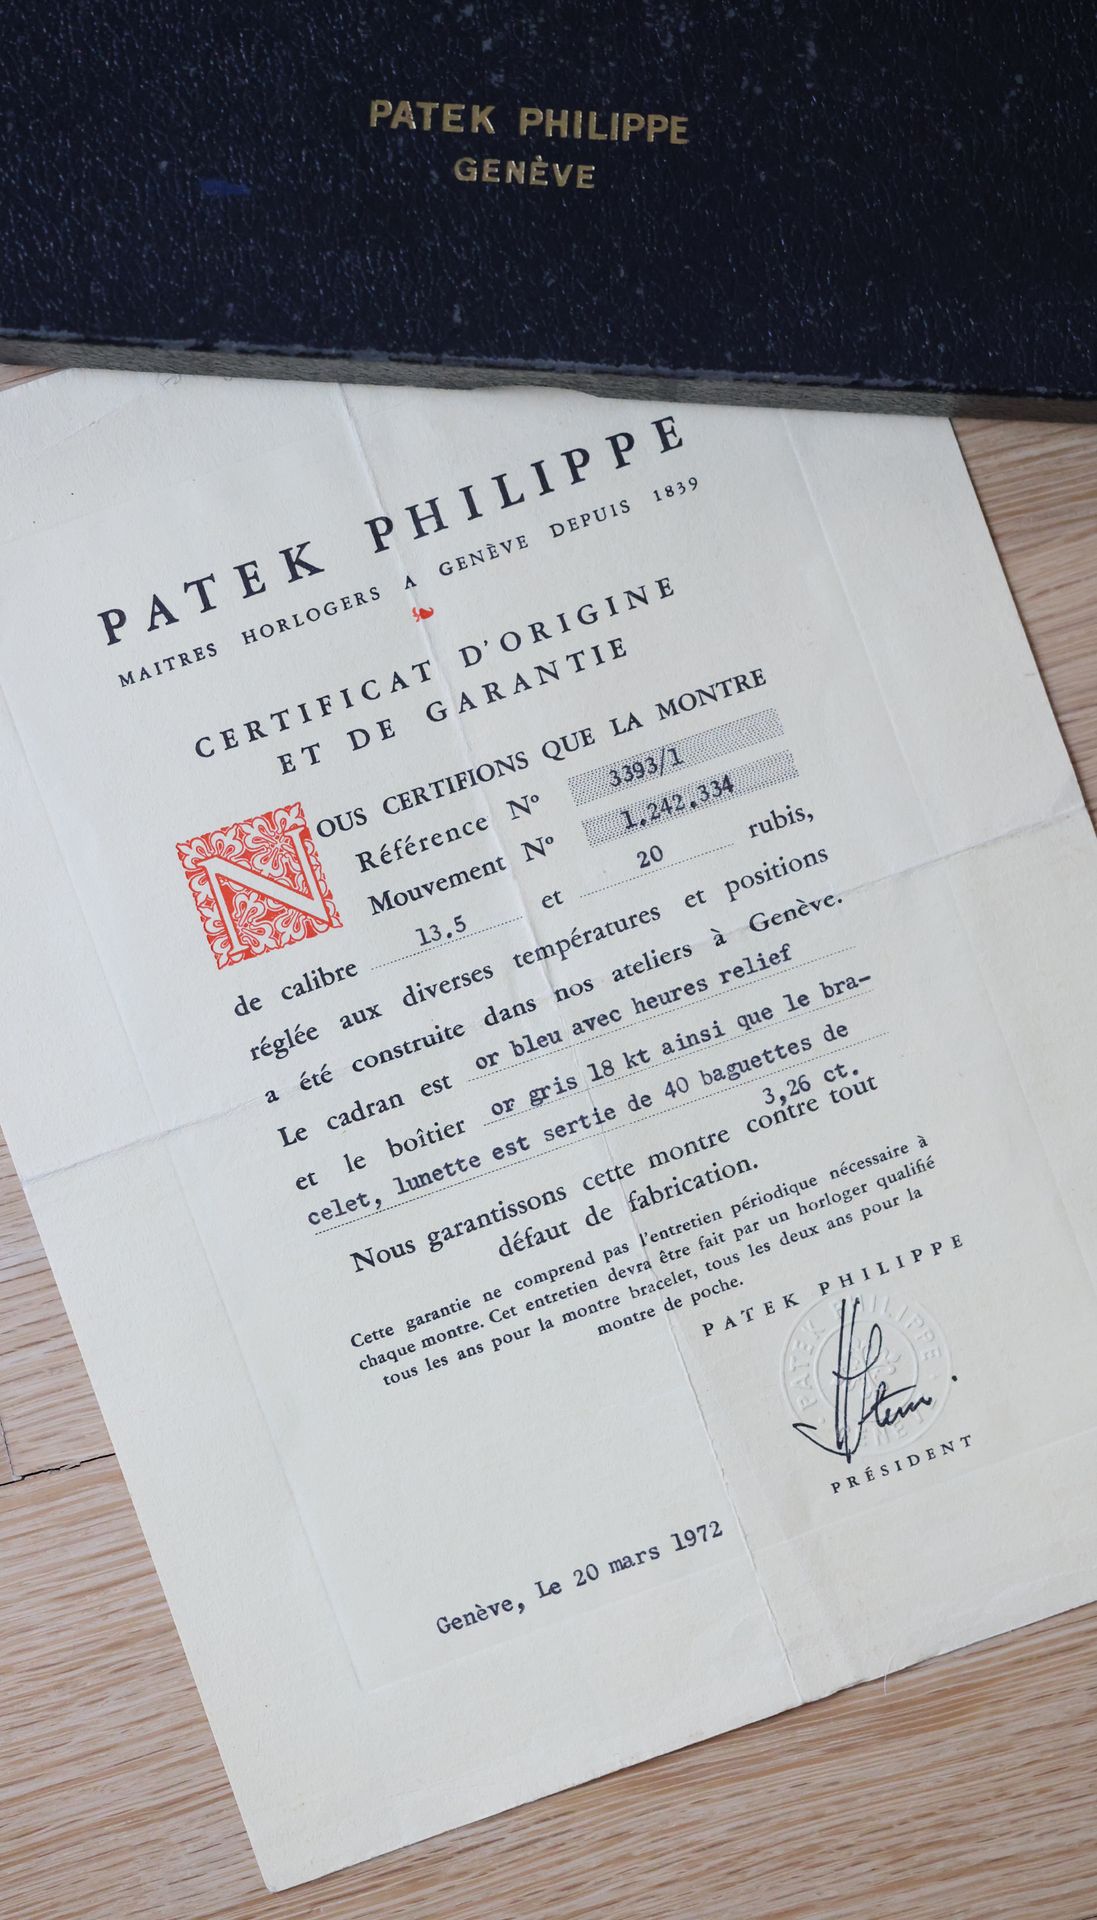 PATEK PHILIPPE
GENÈVE
PATEK PHILIPPE
MAITRES HORLOGERS A GENÈVE DEPUIS 1839
CERTIFICAT D'ORIGINE
ET DE GARANTIE
NOUS CERTIFIONS QUE LA MONTRE
Référence Nº 3393/1
Mouvement Nº 1.242.334
de calibre 13.5 et 20 rubis,
réglée aux diverses températures et positions
a été construite dans nos ateliers à Genève.
Le cadran est or bleu avec heures relief
et le boîtier or gris 18 kt ainsi que le bra-
celet, lunette est sertie de 40 baguettes de
3,26 ct.
Nous garantissons cette montre contre tout
défaut de fabrication.
Cette garantie ne comprend pas l'entretien périodique nécessaire à
chaque montre. Cet entretien devra être fait par un horloger qualifié
tous les ans pour la montre bracelet, tous les deux ans pour la
montre de poche.
PATEK PHILIPPE
PATEK PHILIPPE
PRÉSIDENT
Genève, Le 20 mars 1972